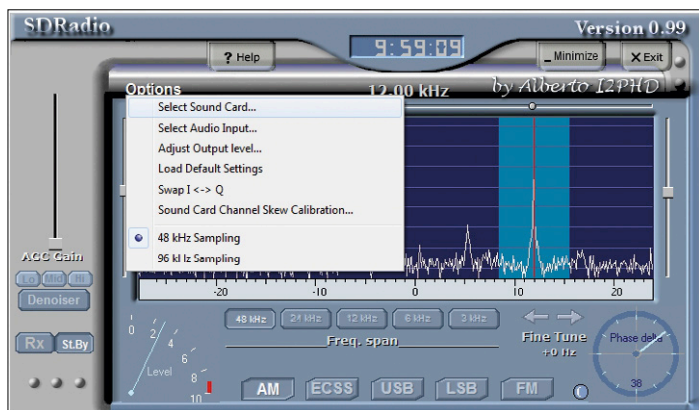 SDRadio
Version 0.99
? Help
9:59:09
_ Minimize
X Exit
Options
12.00 kHz
by Alberto I2PHD
Select Sound Card...
Select Audio Input...
Adjust Output level...
Load Default Settings
Swap I <-> Q
Sound Card Channel Skew Calibration...
48 kHz Sampling
96 kHz Sampling
AGC Gain
Lo Mid Hi
Denoiser
Rx St.By
-20 -10 0 10 20
48 kHz 24 kHz 12 kHz 6 kHz 3 kHz
Freq. span
Fine Tune
+0 Hz
Phase delta
38
0 2 4 6 8 10
Level
AM ECSS USB LSB FM